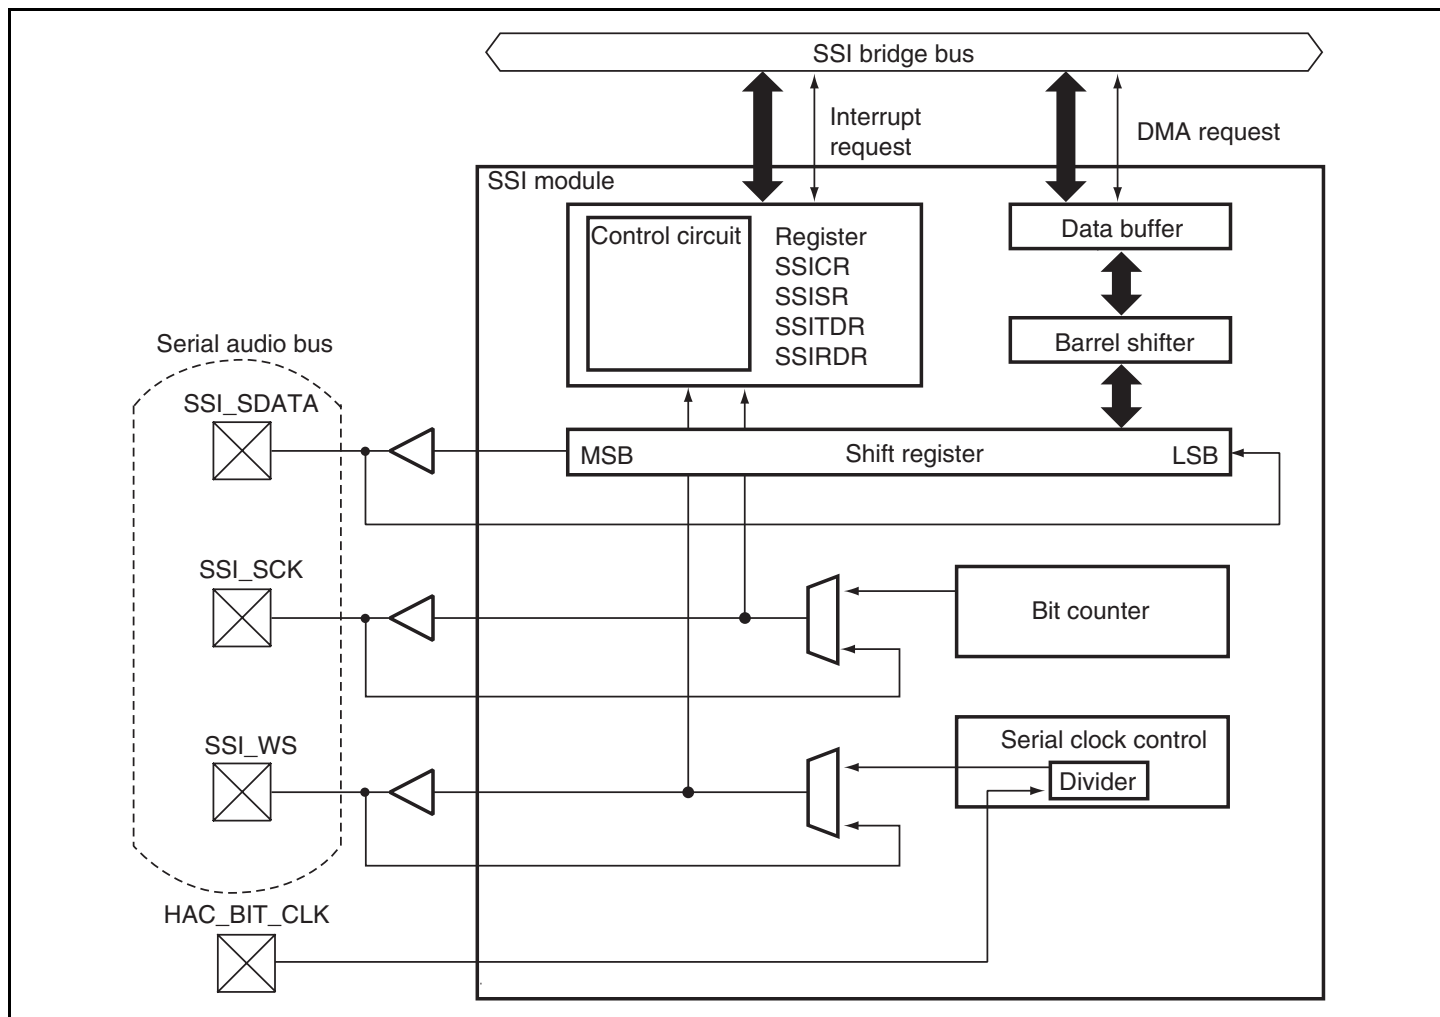 SSI bridge bus
Interrupt
request
DMA request
SSI module
Control circuit
Register
SSICR
SSISR
SSITDR
SSIRDR
Data buffer
Barrel shifter
Serial audio bus
SSI_SDATA
MSB
Shift register
LSB
SSI_SCK
Bit counter
SSI_WS
Serial clock control
Divider
HAC_BIT_CLK